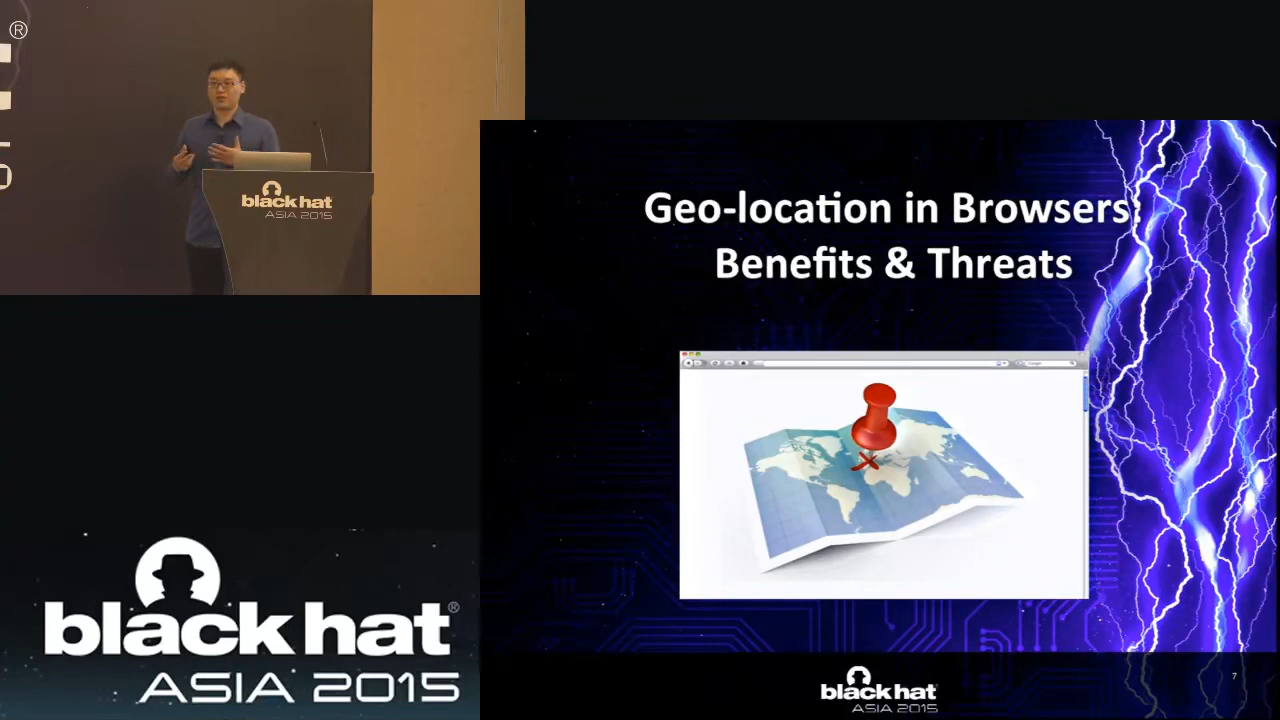 ®
black hat
ASIA 2015
Geo-location in Browsers:
Benefits & Threats
Google
black hat®
ASIA 2015
black hat
ASIA 2015
7